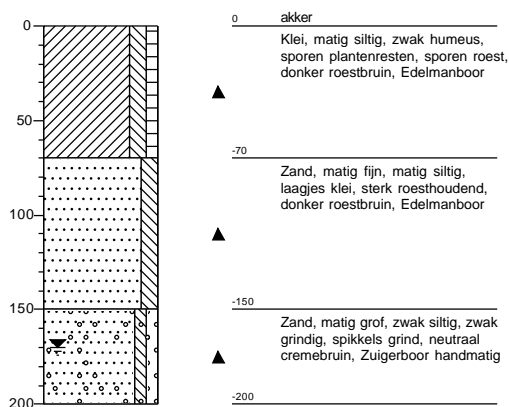 0
50
100
150
200
0 akker
Klei, matig siltig, zwak humeus,
sporen plantenresten, sporen roest,
donker roestbruin, Edelmanboor
-70
Zand, matig fijn, matig siltig,
laagjes klei, sterk roesthoudend,
donker roestbruin, Edelmanboor
-150
Zand, matig grof, zwak siltig, zwak
grindig, spikkels grind, neutraal
cremebruin, Zuigerboor handmatig
-200